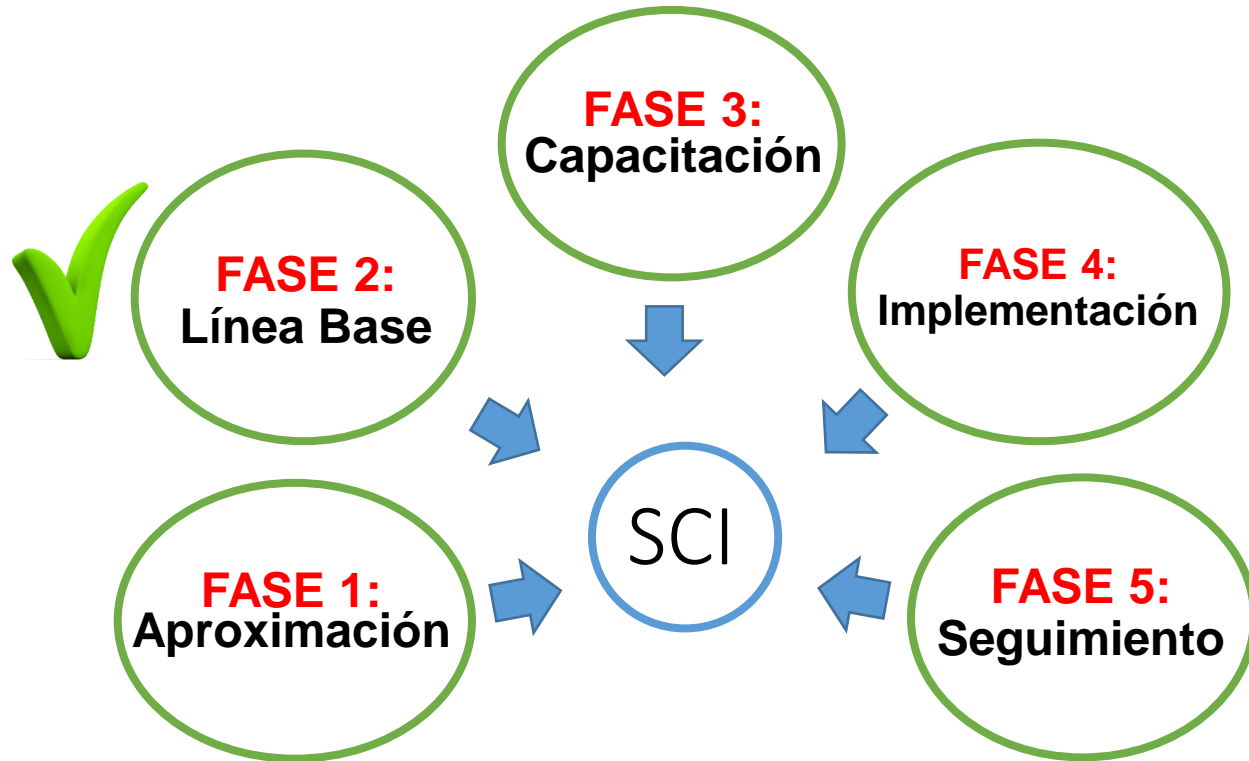 FASE 1:
Aproximación
FASE 2:
Línea Base
FASE 3:
Capacitación
FASE 4:
Implementación
FASE 5:
Seguimiento
SCI